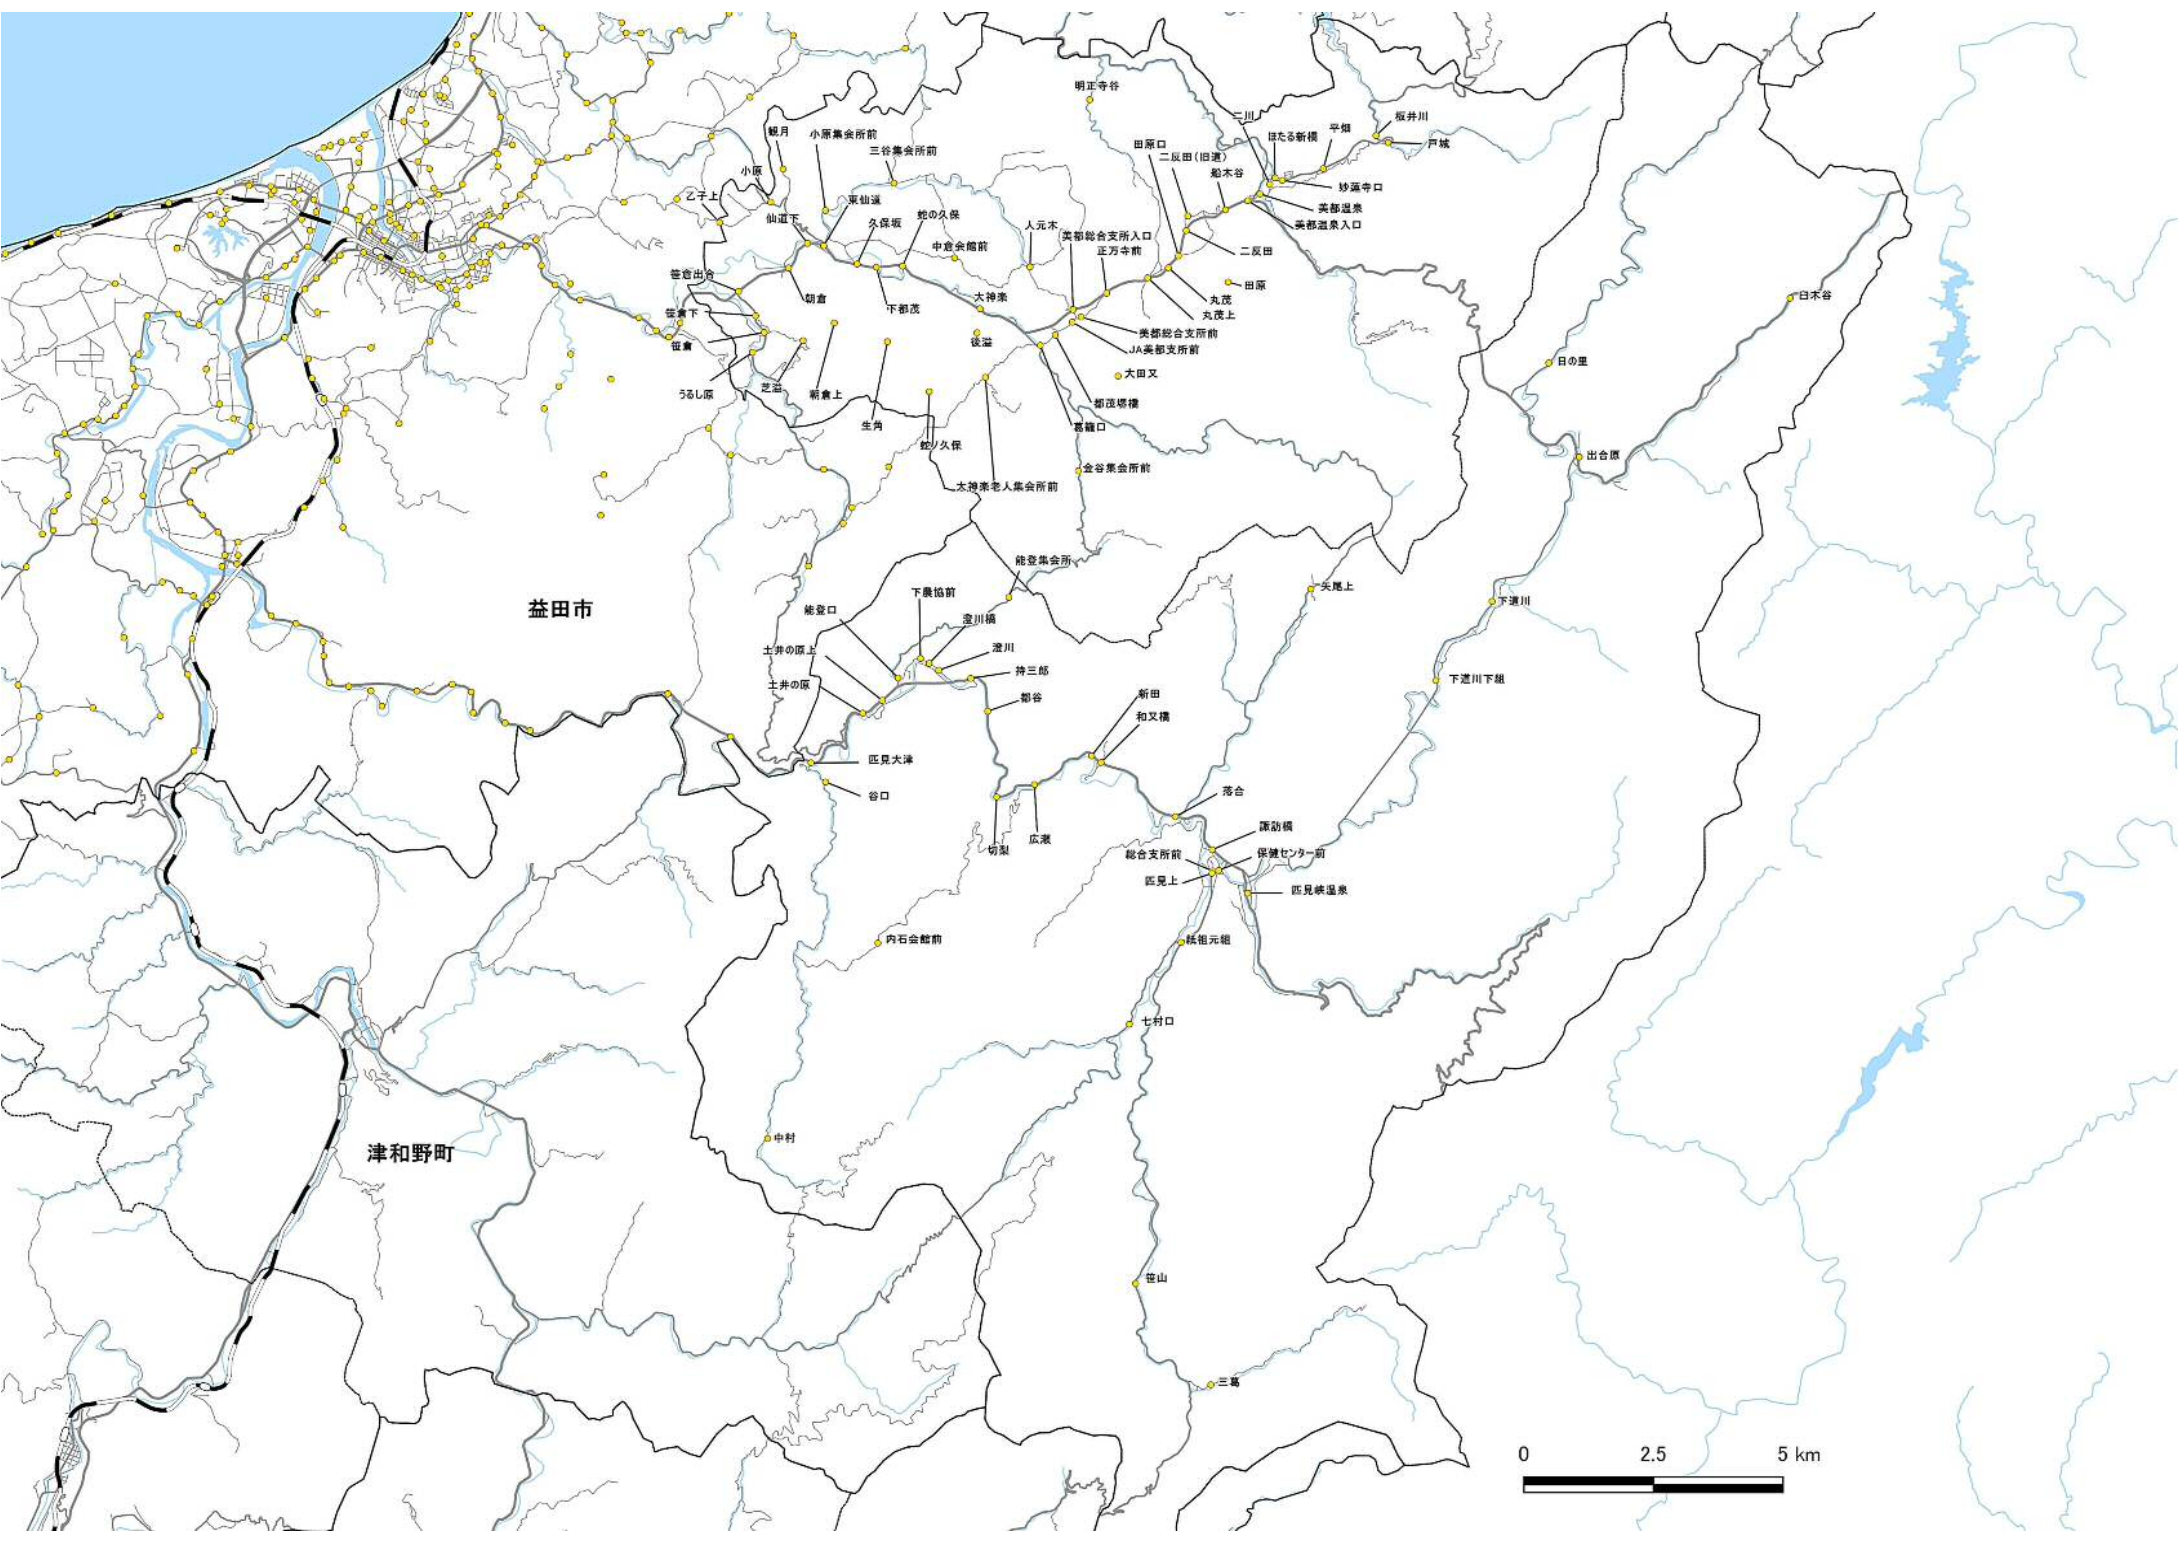 明正寺谷
二川
ほたる新橋
平畑
板井川
戸城
田原口
二反田(旧道)
船木谷
妙蓮寺口
美都温泉
美都温泉入口
観月
小原集会所前
三谷集会所前
小原
乙子上
仙道下
東仙道
久保坂
蛇の久保
中倉会館前
人元木
美都総合支所入口
正万寺前
二反田
田原
丸茂
丸茂上
美都総合支所前
JA美都支所前
笹倉出合
朝倉
下都茂
大神楽
笹倉下
笹倉
後溢
大田又
うるし原
芝溢
朝倉上
生角
都茂堺橋
葛籠口
蛇ノ久保
金谷集会所前
大神楽老人集会所前
臼木谷
日の里
出合原
益田市
能登集会所
下農協前
能登口
澄川橋
矢尾上
下道川
土井の原上
澄川
持三郎
土井の原
都谷
下道川下組
新田
和又橋
匹見大津
谷口
落合
切梨
広瀬
諏訪橋
総合支所前
保健センター前
匹見上
匹見峡温泉
内石会館前
紙祖元組
七村口
中村
津和野町
笹山
三葛
0 2.5 5 km